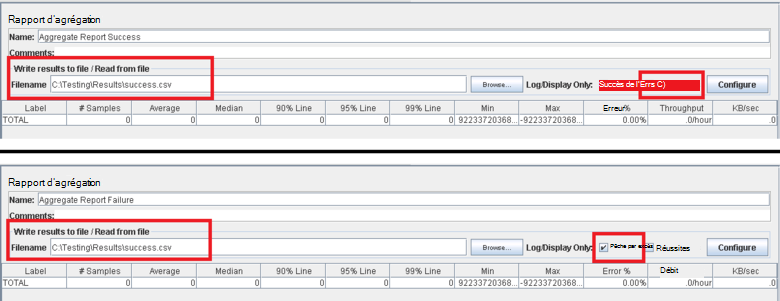 Rapport d'agrégation
Name: Aggregate Report Success
Comments:
Write results to file / Read from file
Filename C:\Testing\Results\success.csv Browse... Log/Display Only: Succès de l'Errs C) Configure
Label # Samples Average Median 90% Line 95% Line 99% Line Min Max Erreur% Throughput KB/sec
TOTAL 0 0 0 0 0 0 92233720368... -92233720368... 0.00% .0/hour .0
Rapport d'agrégation
Name: Aggregate Report Failure
Comments:
Write results to file / Read from file
Filename C:\Testing\Results\success.csv Browse... Log/Display Only: Pêche par excès Réussites Configure
Label # Samples Average Median 90% Line 95% Line 99% Line Min Max Error % Débit KB/sec
TOTAL 0 0 0 0 0 0 92233720368... -92233720368... 0.00% .0/hour .0